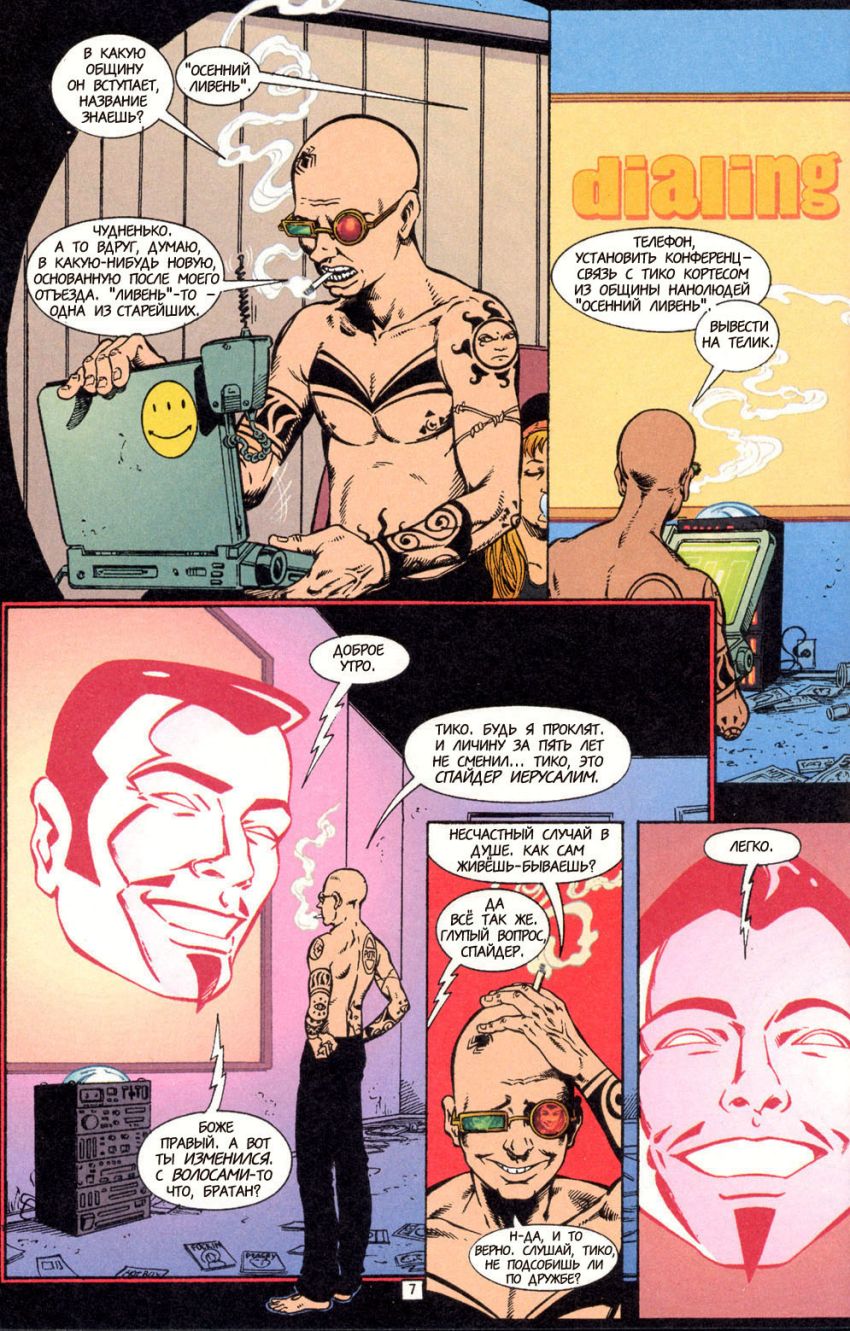 В КАКУЮ
ОБЩИНУ
ОН ВСТУПАЕТ,
НАЗВАНИЕ
ЗНАЕШЬ?
"ОСЕННИЙ
ЛИВЕНЬ".
ЧУДНЕНЬКО.
А ТО ВДРУГ, ДУМАЮ,
В КАКУЮ-НИБУДЬ НОВУЮ,
ОСНОВАННУЮ ПОСЛЕ МОЕГО
ОТЪЕЗДА. "ЛИВЕНЬ"-ТО -
ОДНА ИЗ СТАРЕЙШИХ.
dialing
ТЕЛЕФОН,
УСТАНОВИТЬ КОНФЕРЕНЦ-
СВЯЗЬ С ТИКО КОРТЕСОМ
ИЗ ОБЩИНЫ НАНОЛЮДЕЙ
"ОСЕННИЙ ЛИВЕНЬ".
ВЫВЕСТИ
НА ТЕЛИК.
ДОБРОЕ
УТРО.
ТИКО. БУДЬ Я ПРОКЛЯТ.
И ЛИЧИНУ ЗА ПЯТЬ ЛЕТ
НЕ СМЕНИЛ... ТИКО, ЭТО
СПАЙДЕР ИЕРУСАЛИМ.
БОЖЕ
ПРАВЫЙ. А ВОТ
ТЫ ИЗМЕНИЛСЯ.
С ВОЛОСАМИ-ТО
ЧТО, БРАТАН?
НЕСЧАСТНЫЙ СЛУЧАЙ В
ДУШЕ. КАК САМ
ЖИВЁШЬ-БЫВАЕШЬ?
ДА
ВСЁ ТАК ЖЕ.
ГЛУПЫЙ ВОПРОС,
СПАЙДЕР.
Н-ДА, И ТО
ВЕРНО. СЛУШАЙ, ТИКО,
НЕ ПОДСОБИШЬ ЛИ
ПО ДРУЖБЕ?
ЛЕГКО.
7